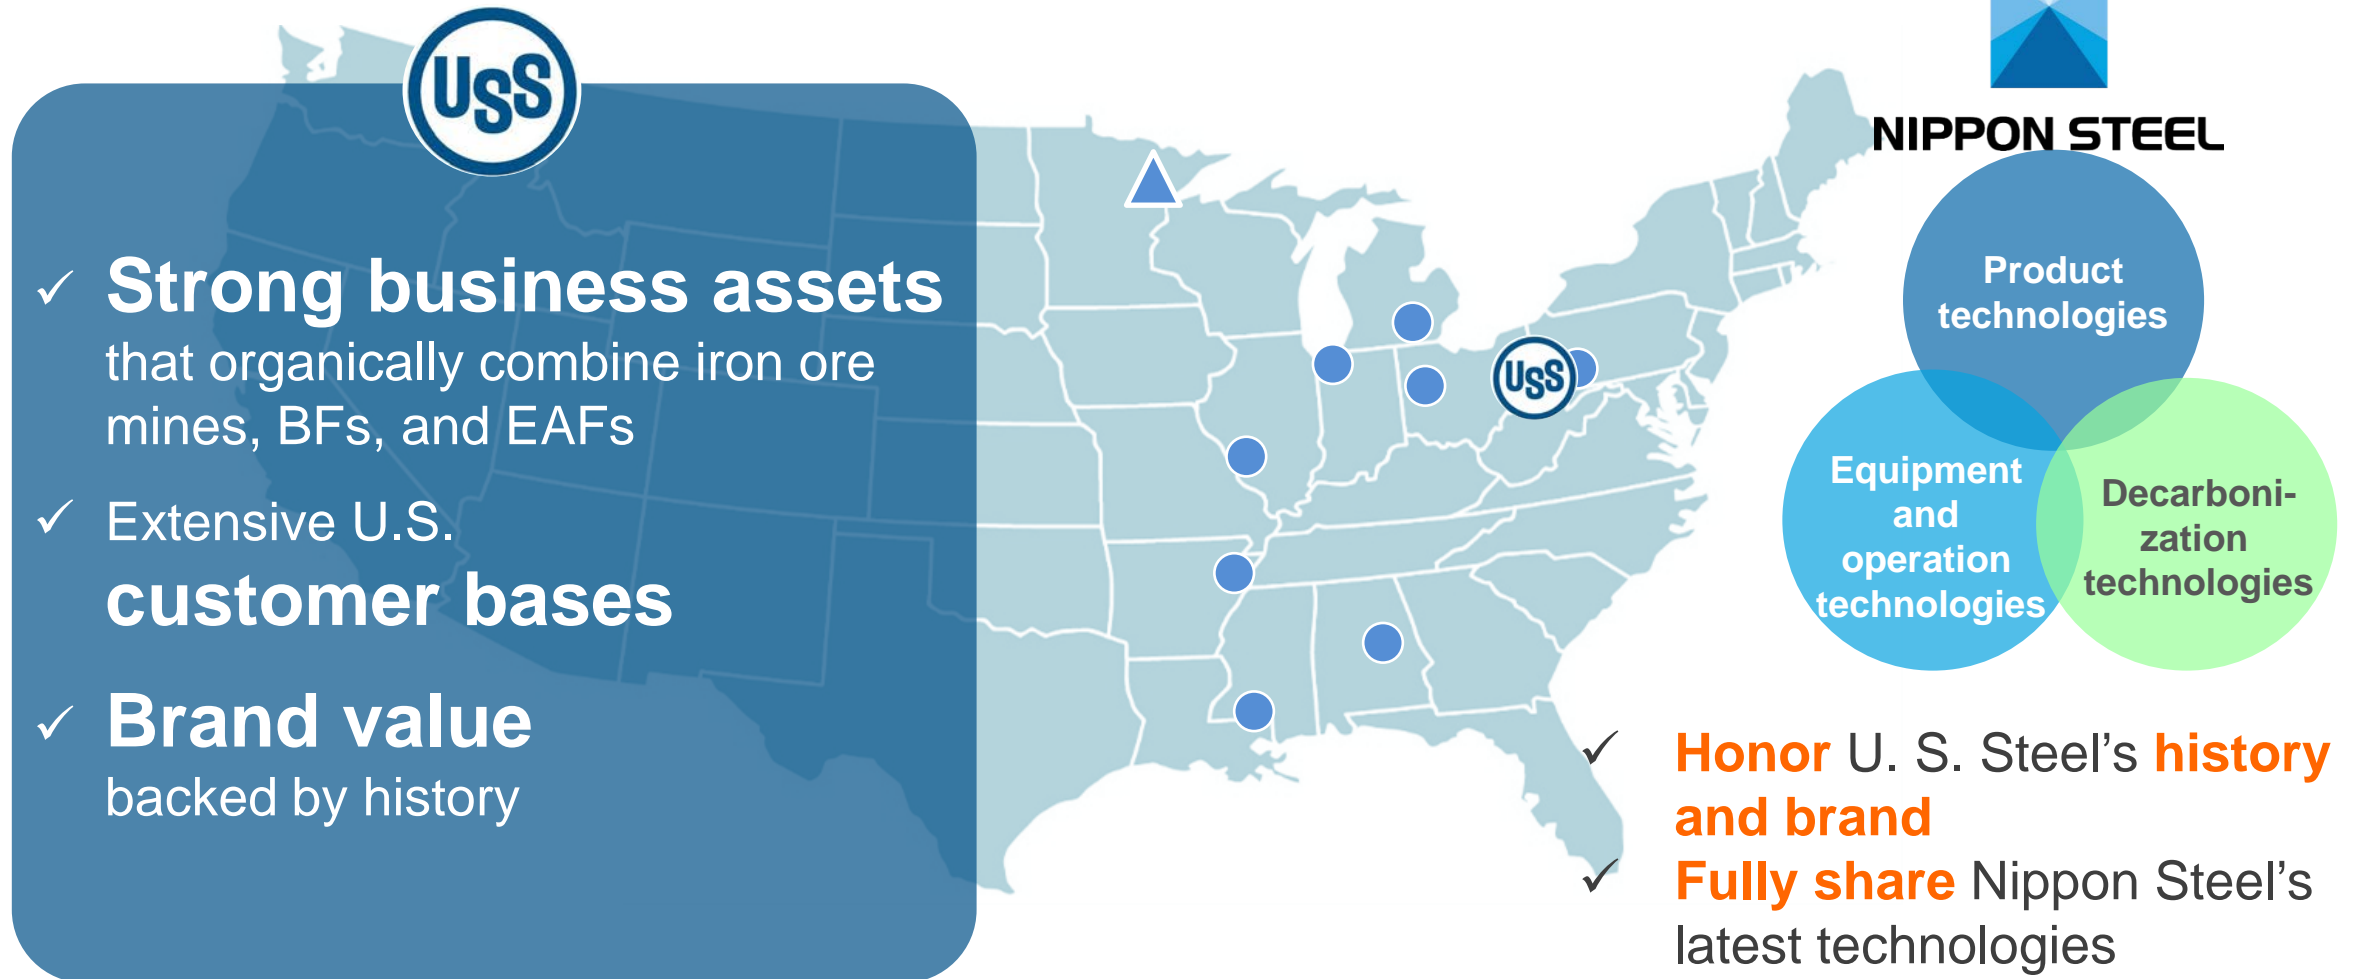 USS
✓ Strong business assets
that organically combine iron ore
mines, BFs, and EAFs
✓ Extensive U.S.
customer bases
✓ Brand value
backed by history
USS
NIPPON STEEL
Product
technologies
Equipment
and
operation
technologies
Decarboni-
zation
technologies
✓ Honor U. S. Steel’s history
and brand
✓ Fully share Nippon Steel’s
latest technologies